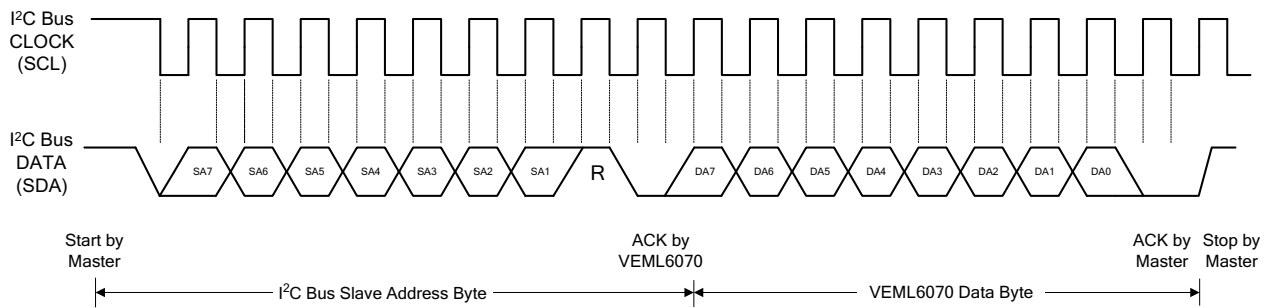 I²C Bus
CLOCK
(SCL)
I²C Bus
DATA
(SDA)
SA7 SA6 SA5 SA4 SA3 SA2 SA1 R DA7 DA6 DA5 DA4 DA3 DA2 DA1 DA0
Start by
Master
ACK by
VEML6070
ACK by
Master
Stop by
Master
I²C Bus Slave Address Byte
VEML6070 Data Byte